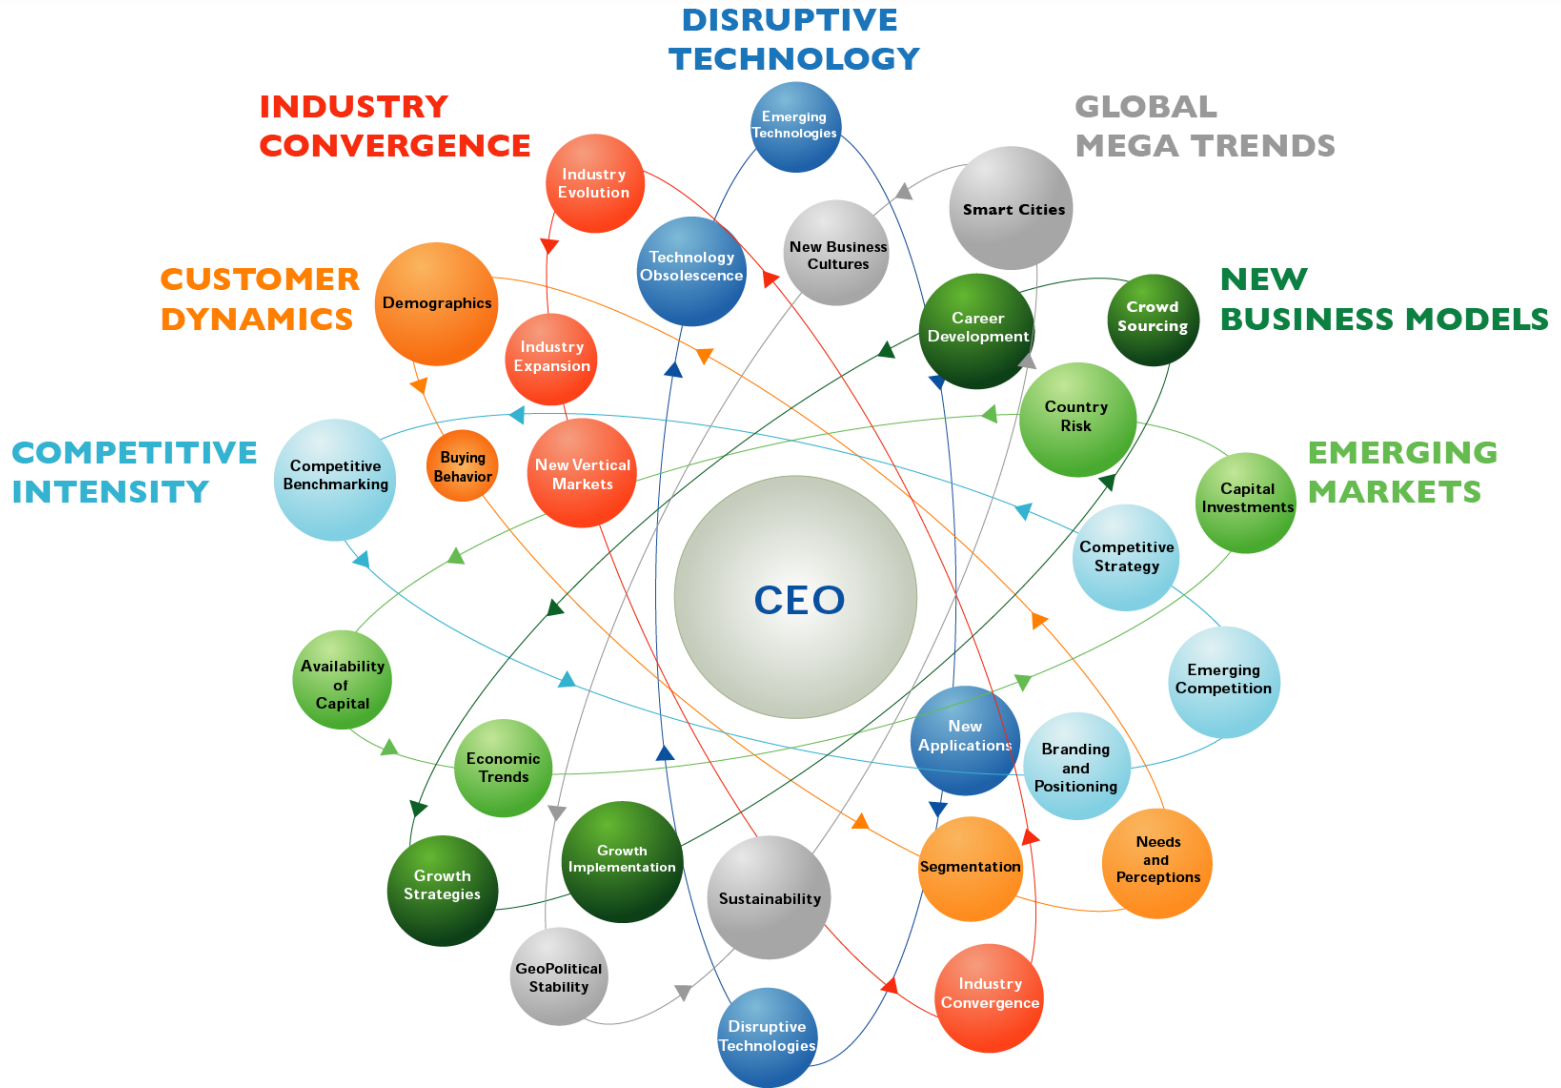 DISRUPTIVE
TECHNOLOGY
INDUSTRY
CONVERGENCE
GLOBAL
MEGA TRENDS
Emerging
Technologies
Industry
Evolution
Smart Cities
CUSTOMER
DYNAMICS
Technology
Obsolescence
New Business
Cultures
NEW
BUSINESS MODELS
Demographics
Career
Development
Crowd
Sourcing
Industry
Expansion
Country
Risk
COMPETITIVE
INTENSITY
Competitive
Benchmarking
Buying
Behavior
New Vertical
Markets
EMERGING
MARKETS
Capital
Investments
Competitive
Strategy
CEO
Availability
of
Capital
Emerging
Competition
Economic
Trends
New
Applications
Branding
and
Positioning
Growth
Strategies
Growth
Implementation
Sustainability
Segmentation
Needs
and
Perceptions
GeoPolitical
Stability
Industry
Convergence
Disruptive
Technologies